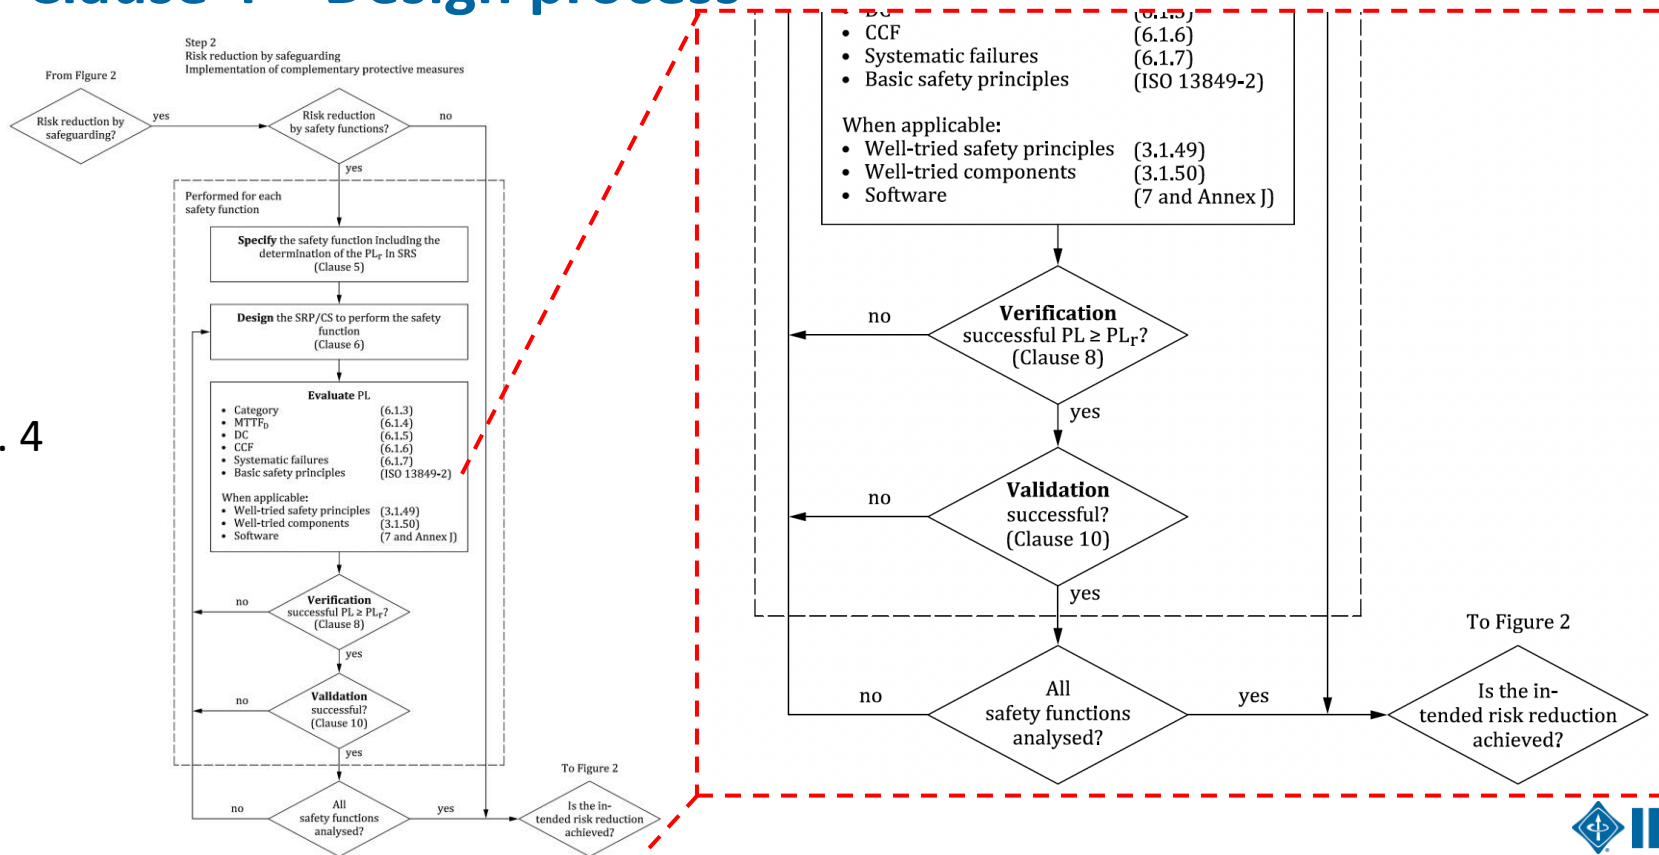 Clause 4 – Design process
Step 2
Risk reduction by safeguarding
Implementation of complementary protective measures
From Figure 2
Risk reduction by
safeguarding?
yes
Risk reduction
by safety functions?
no
yes
Performed for each
safety function
Specify the safety function including the
determination of the PLr in SRS
(Clause 5)
Design the SRP/CS to perform the safety
function
(Clause 6)
. 4
Evaluate PL
• Category (6.1.3)
• MTTFD (6.1.4)
• DC (6.1.5)
• CCF (6.1.6)
• Systematic failures (6.1.7)
• Basic safety principles (ISO 13849-2)
When applicable:
• Well-tried safety principles (3.1.49)
• Well-tried components (3.1.50)
• Software (7 and Annex J)
no
Verification
successful PL ≥ PLr?
(Clause 8)
yes
no
Validation
successful?
(Clause 10)
yes
no
All
safety functions
analysed?
yes
To Figure 2
Is the in-
tended risk reduction
achieved?
• DC (6.1.5)
• CCF (6.1.6)
• Systematic failures (6.1.7)
• Basic safety principles (ISO 13849-2)
When applicable:
• Well-tried safety principles (3.1.49)
• Well-tried components (3.1.50)
• Software (7 and Annex J)
no
Verification
successful PL ≥ PLr?
(Clause 8)
yes
no
Validation
successful?
(Clause 10)
yes
no
All
safety functions
analysed?
yes
To Figure 2
Is the in-
tended risk reduction
achieved?